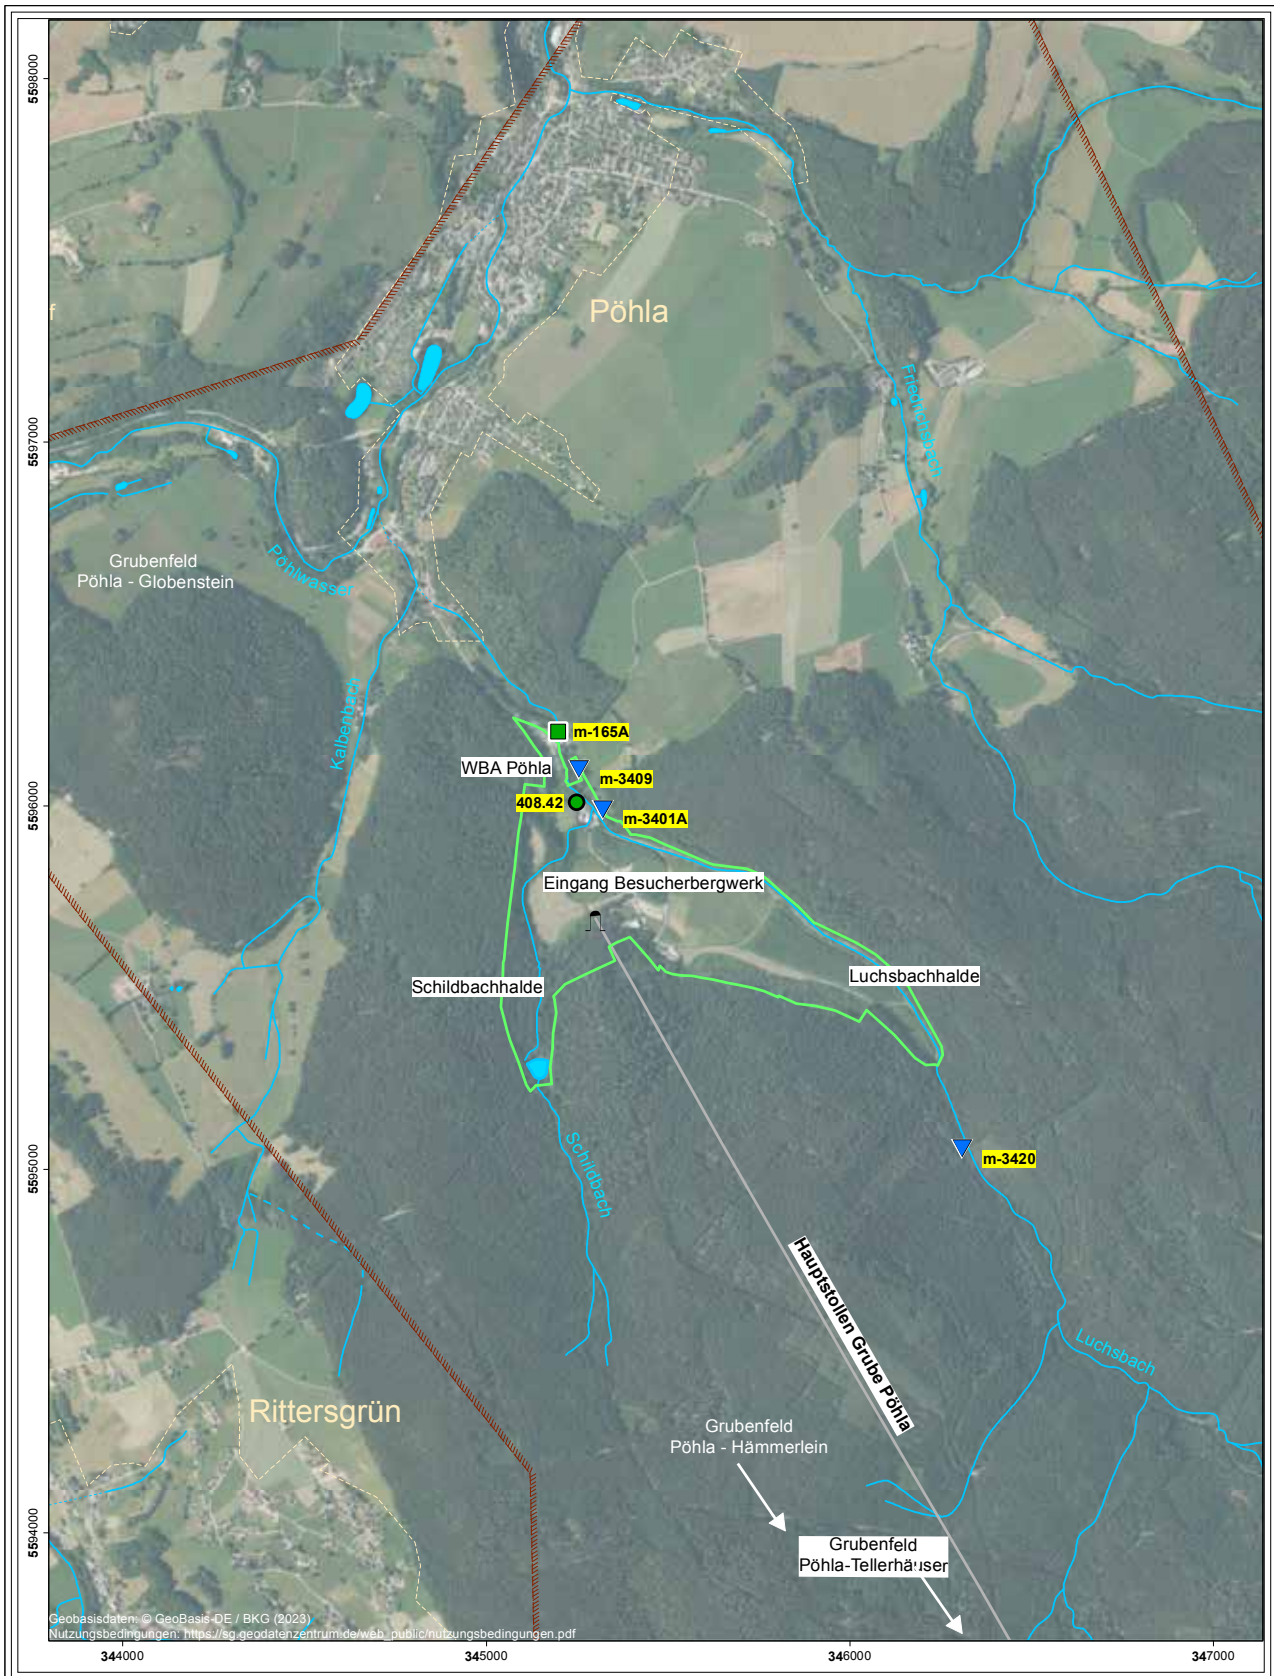 5598000
Pöhla
f
Friedrichsbach
5597000
Grubenfeld
Pöhla - Globenstein
Pöhlwasser
Kalbenbach
m-165A
WBA Pöhla
m-3409
408.42
5596000
m-3401A
Eingang Besucherbergwerk
Schildbachhalde
Luchsbachhalde
5595000
Schildbach
m-3420
Hauptstollen Grube Pöhla
Luchsbach
Rittersgrün
Grubenfeld
Pöhla - Hämmerlein
5594000
Grubenfeld
Pöhla-Tellerhäuser
Geobasisdaten: © GeoBasis-DE / BKG (2023)
Nutzungsbedingungen: https://sg.geodatenzentrum.de/web_public/nutzungsbedingungen.pdf
344000
345000
346000
347000